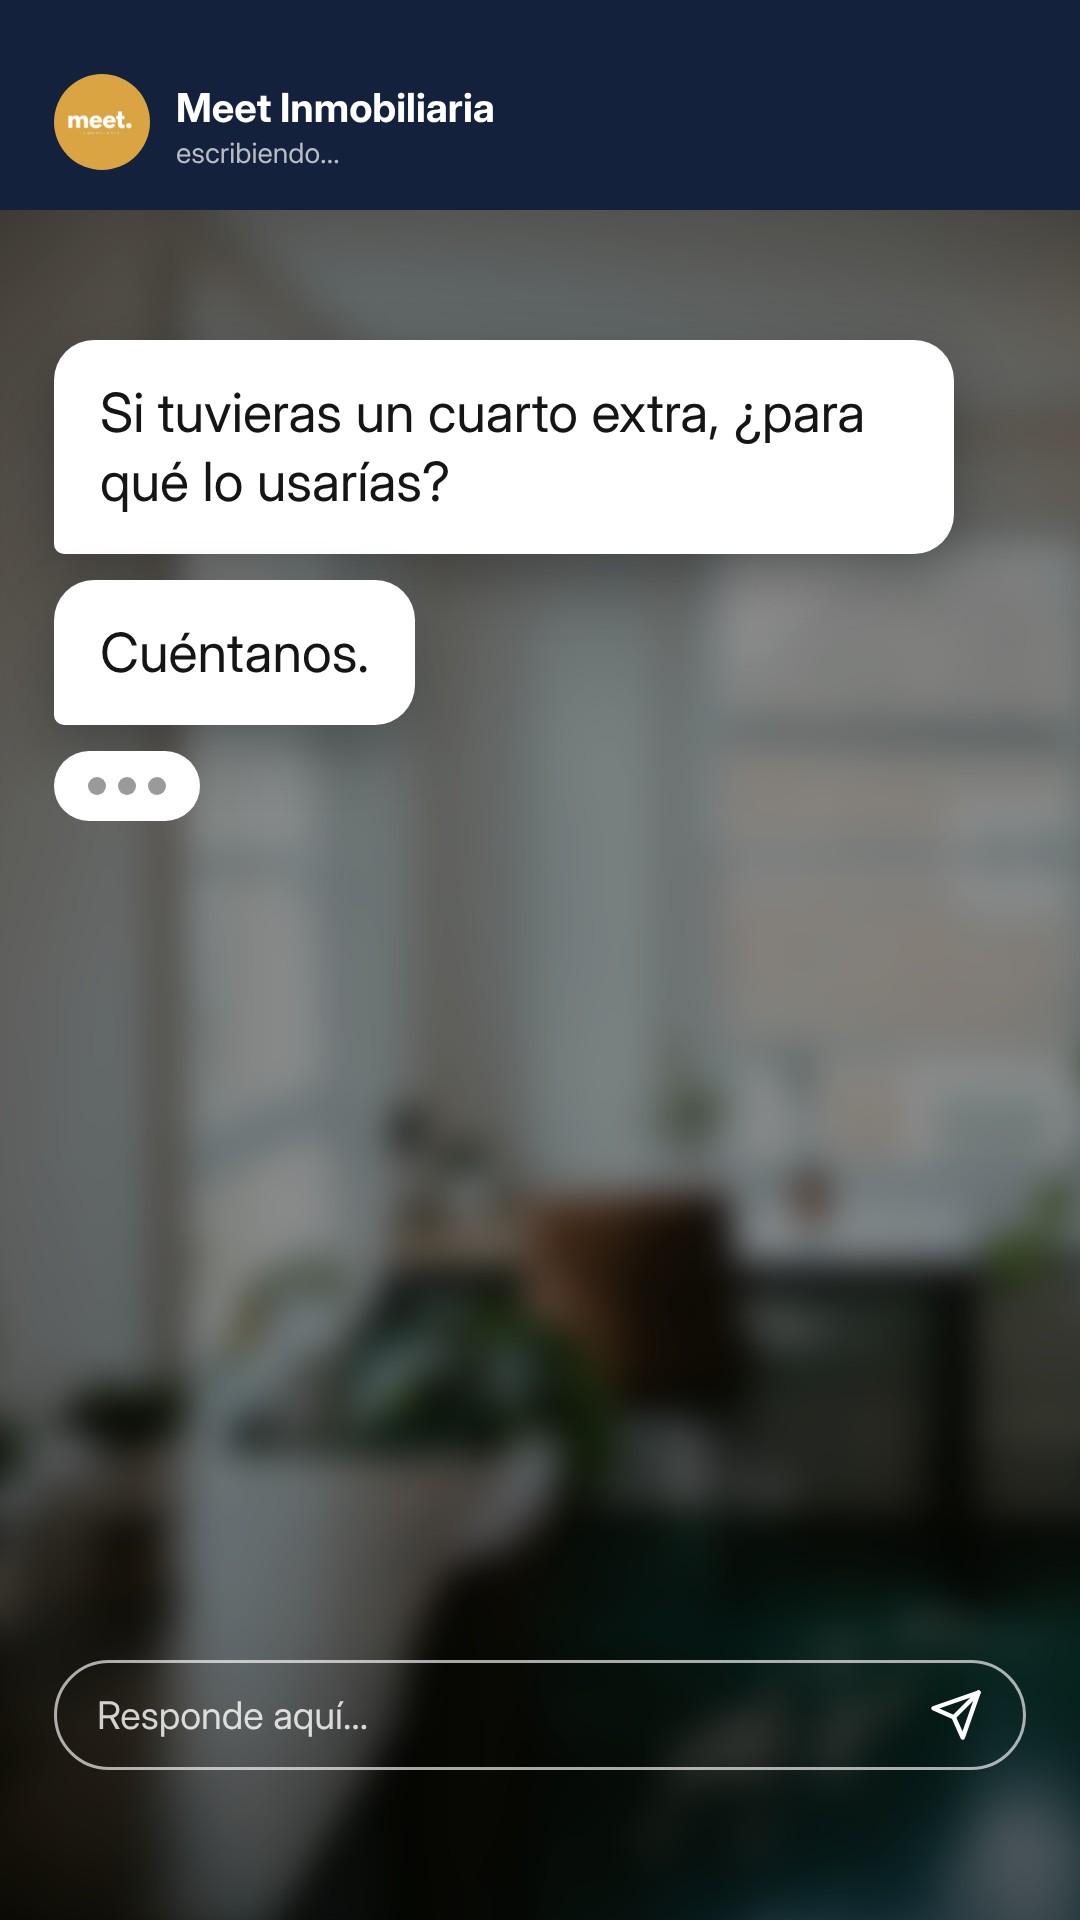 meet.
Meet Inmobiliaria
escribiendo...
Si tuvieras un cuarto extra, ¿para
qué lo usarías?
Cuéntanos.
Responde aquí...